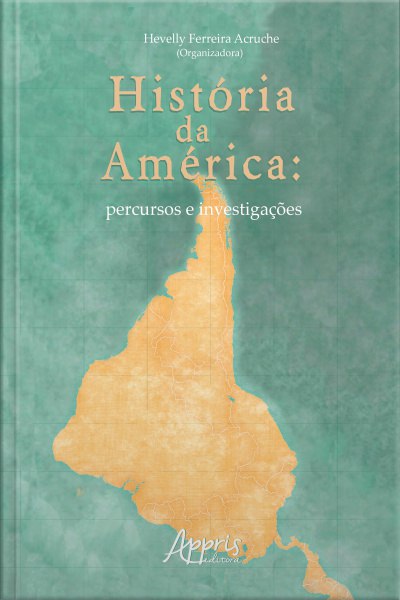 Hevelly Ferreira Acruche
(Organizadora)
História
da
América:
percursos e investigações
Appris
editora